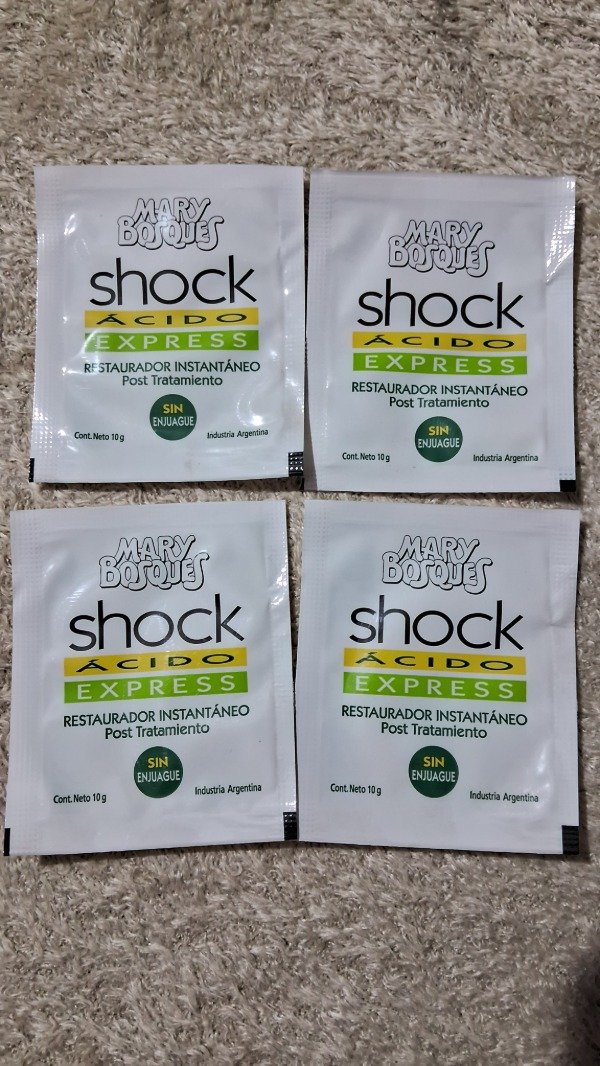 MARY
BOSQUES
shock
ÁCIDO
EXPRESS
RESTAURADOR INSTANTÁNEO
Post Tratamiento
SIN
ENJUAGUE
Cont. Neto 10 g
Industria Argentina
MARY
BOSQUES
shock
ÁCIDO
EXPRESS
RESTAURADOR INSTANTÁNEO
Post Tratamiento
SIN
ENJUAGUE
Cont. Neto 10 g
Industria Argentina
MARY
BOSQUES
shock
ÁCIDO
EXPRESS
RESTAURADOR INSTANTÁNEO
Post Tratamiento
SIN
ENJUAGUE
Cont. Neto 10 g
Industria Argentina
MARY
BOSQUES
shock
ÁCIDO
EXPRESS
RESTAURADOR INSTANTÁNEO
Post Tratamiento
SIN
ENJUAGUE
Cont. Neto 10 g
Industria Argentina